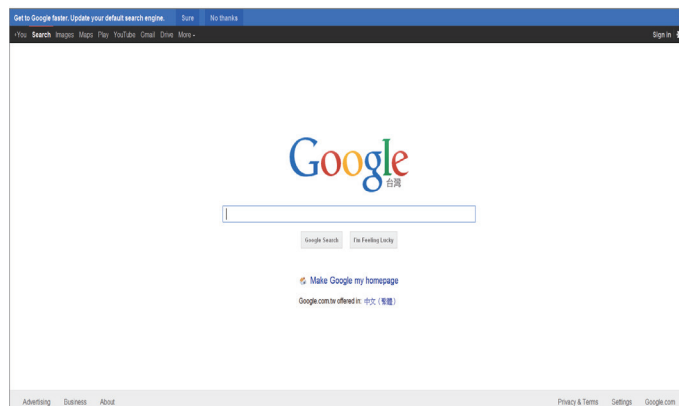 Get to Google faster. Update your default search engine. Sure No thanks
+You Search Images Maps Play YouTube Gmail Drive More Sign in
Google
台灣
Google Search I'm Feeling Lucky
Make Google my homepage
Google.com.tw offered in: 中文 (繁體)
Advertising Business About Privacy & Terms Settings Google.com